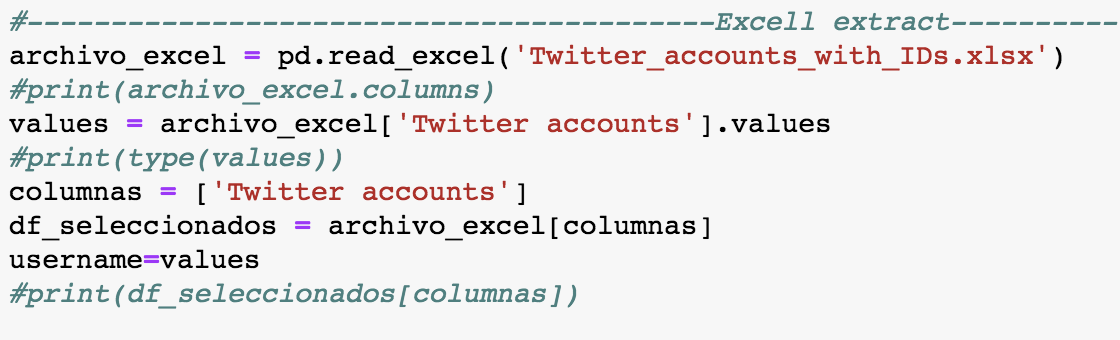 #-----------------------------------------Excell extract----------
archivo_excel = pd.read_excel('Twitter_accounts_with_IDs.xlsx')
#print(archivo_excel.columns)
values = archivo_excel['Twitter accounts'].values
#print(type(values))
columnas = ['Twitter accounts']
df_seleccionados = archivo_excel[columnas]
username=values
#print(df_seleccionados[columnas])